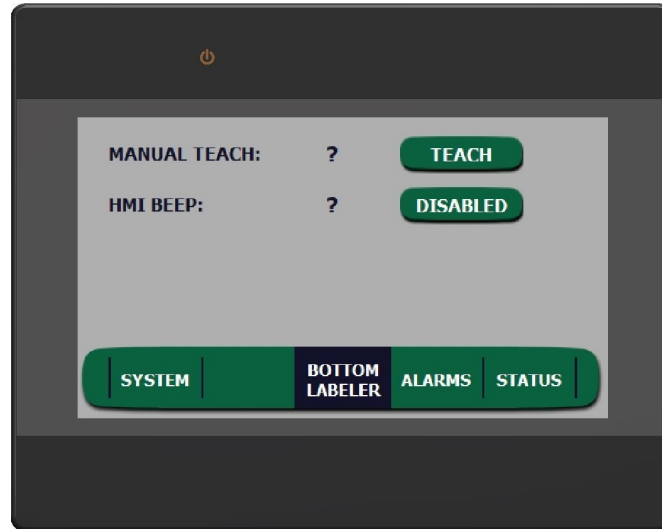 MANUAL TEACH: ? TEACH
HMI BEEP: ? DISABLED
SYSTEM BOTTOM LABELER ALARMS STATUS